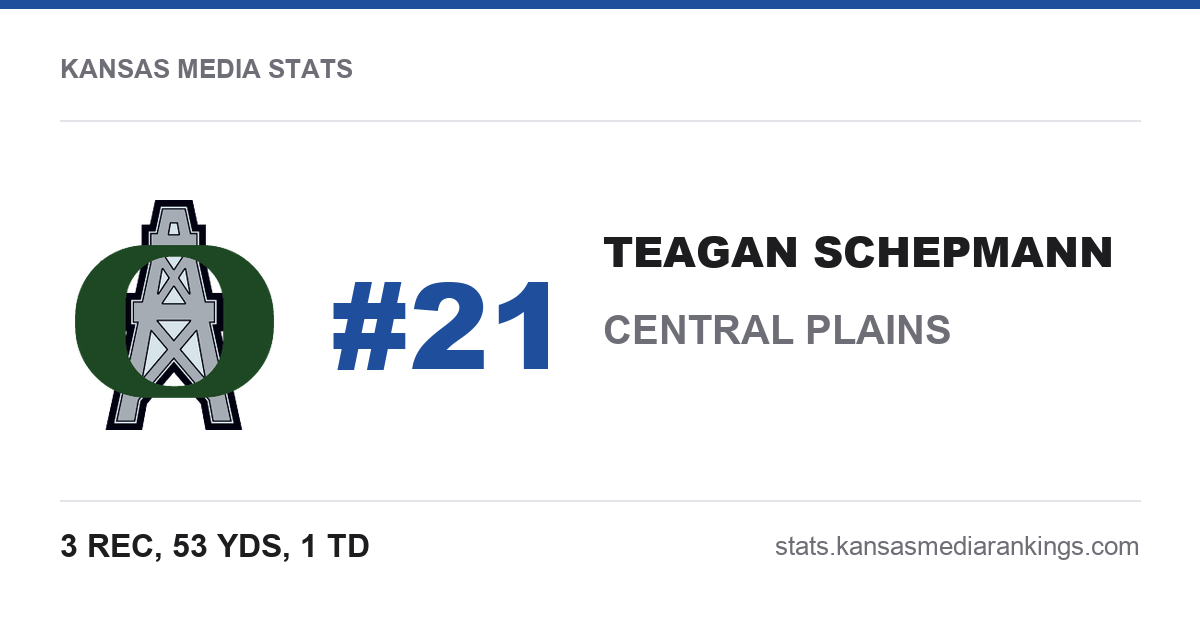 KANSAS MEDIA STATS
O
#21
TEAGAN SCHEPMANN
CENTRAL PLAINS
3 REC, 53 YDS, 1 TD
stats.kansasmediarankings.com